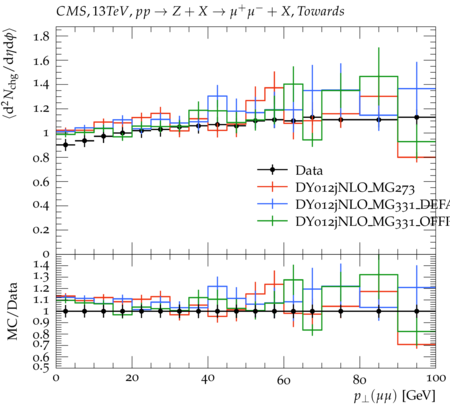 CMS, 13TeV, pp → Z + X → μ⁺μ⁻ + X, Towards
⟨d²N_chg/dηdϕ⟩
1.8
1.6
1.4
1.2
1
0.8
0.6
0.4
0.2
0
Data
DY012jNLO_MG273
DY012jNLO_MG331_DEFA
DY012jNLO_MG331_OFFI
MC/Data
1.4
1.3
1.2
1.1
1
0.9
0.8
0.7
0.6
0.5
0 20 40 60 80 100
p⊥(μμ) [GeV]